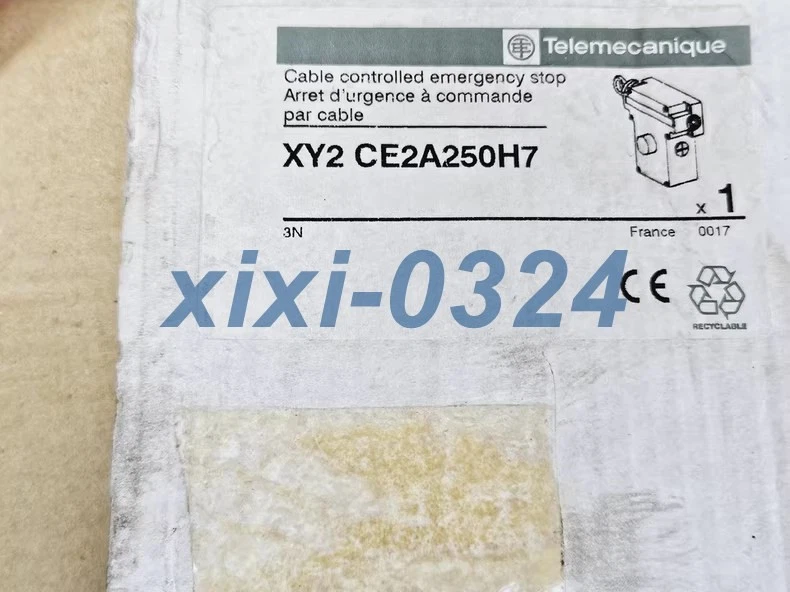 Telemecanique
Cable controlled emergency stop
Arret d'urgence à commande
par cable
XY2 CE2A250H7
x 1
3N France 0017
xixi-0324
CE
RECYCLABLE